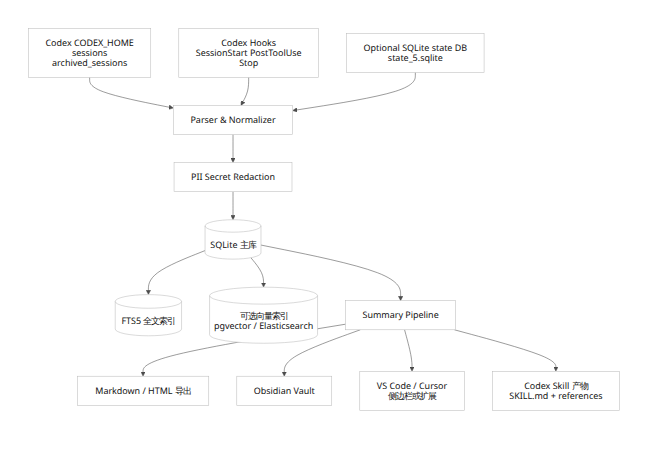 Codex CODEX_HOME
sessions
archived_sessions
Codex Hooks
SessionStart PostToolUse
Stop
Optional SQLite state DB
state_5.sqlite
Parser & Normalizer
PII Secret Redaction
SQLite 主库
FTS5 全文索引
可选向量索引
pgvector / Elasticsearch
Summary Pipeline
Markdown / HTML 导出
Obsidian Vault
VS Code / Cursor
侧边栏或扩展
Codex Skill 产物
SKILL.md + references